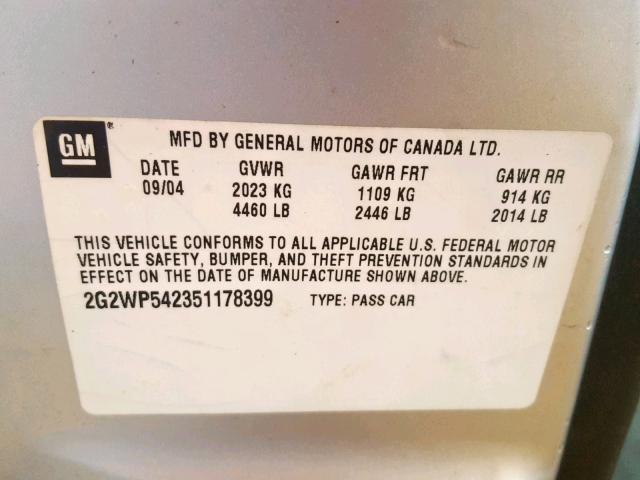 GM ®
MFD BY GENERAL MOTORS OF CANADA LTD.
DATE GVWR GAWR FRT GAWR RR
09/04 2023 KG 1109 KG 914 KG
4460 LB 2446 LB 2014 LB
THIS VEHICLE CONFORMS TO ALL APPLICABLE U.S. FEDERAL MOTOR
VEHICLE SAFETY, BUMPER, AND THEFT PREVENTION STANDARDS IN
EFFECT ON THE DATE OF MANUFACTURE SHOWN ABOVE.
2G2WP542351178399 TYPE: PASS CAR